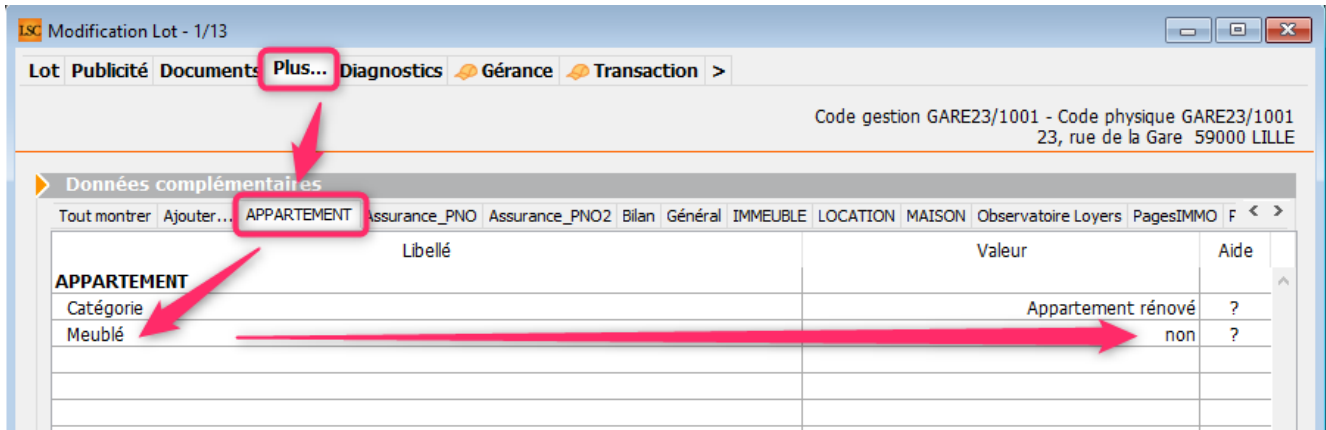 LSC Modification Lot - 1/13
Lot Publicité Documents Plus... Diagnostics Gérance Transaction >
Code gestion GARE23/1001 - Code physique GARE23/1001
23, rue de la Gare 59000 LILLE
Données complémentaires
Tout montrer Ajouter... APPARTEMENT Assurance_PNO Assurance_PNO2 Bilan Général IMMEUBLE LOCATION MAISON Observatoire Loyers PagesIMMO F < >
Libellé Valeur Aide
APPARTEMENT
Catégorie Appartement rénové ?
Meublé non ?